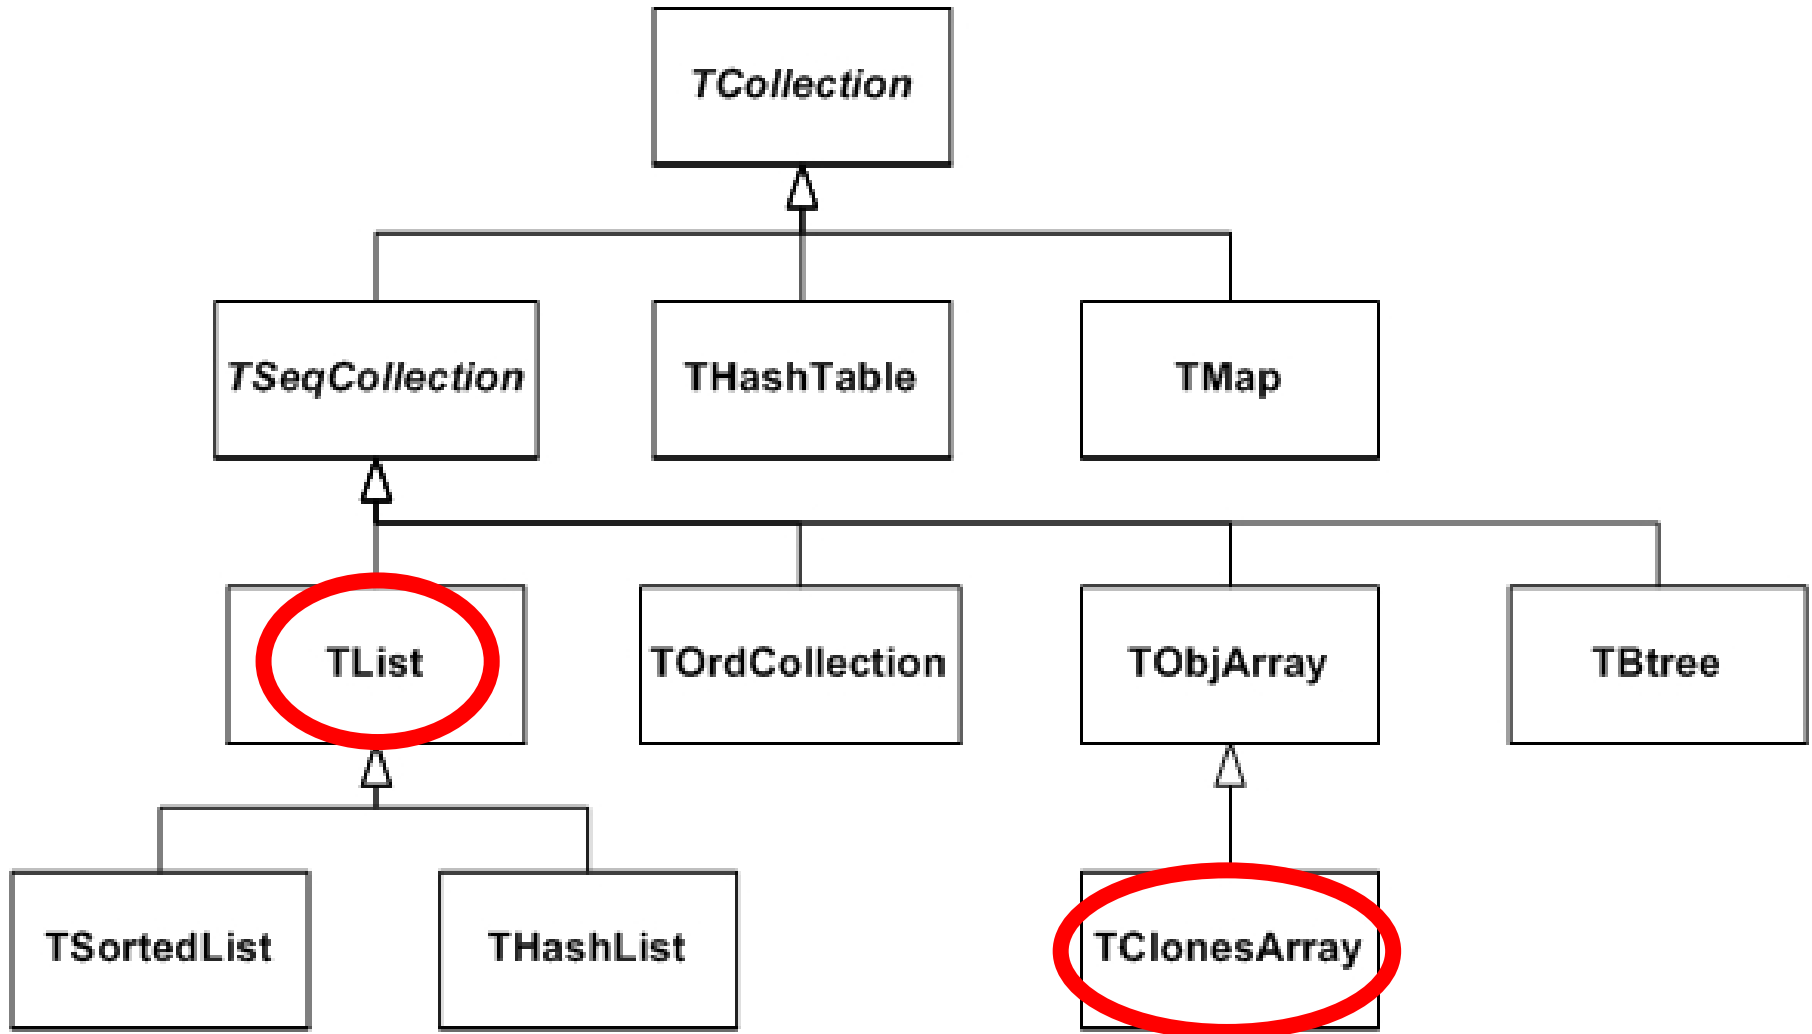 TCollection
TSeqCollection
THashTable
TMap
TList
TOrdCollection
TObjArray
TBtree
TSortedList
THashList
TClonesArray